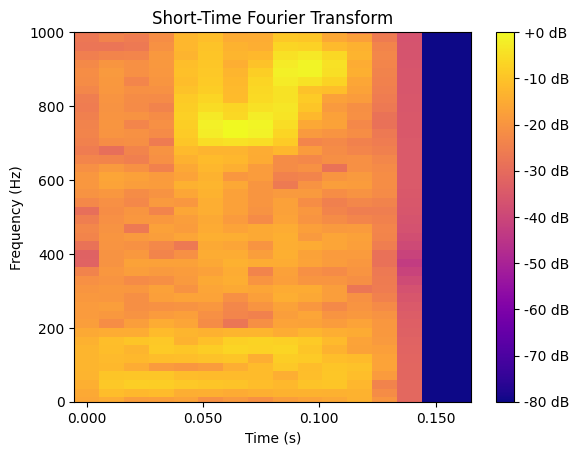 Short-Time Fourier Transform
Frequency (Hz)
1000
800
600
400
200
0
0.000
0.050
0.100
0.150
Time (s)
+0 dB
-10 dB
-20 dB
-30 dB
-40 dB
-50 dB
-60 dB
-70 dB
-80 dB